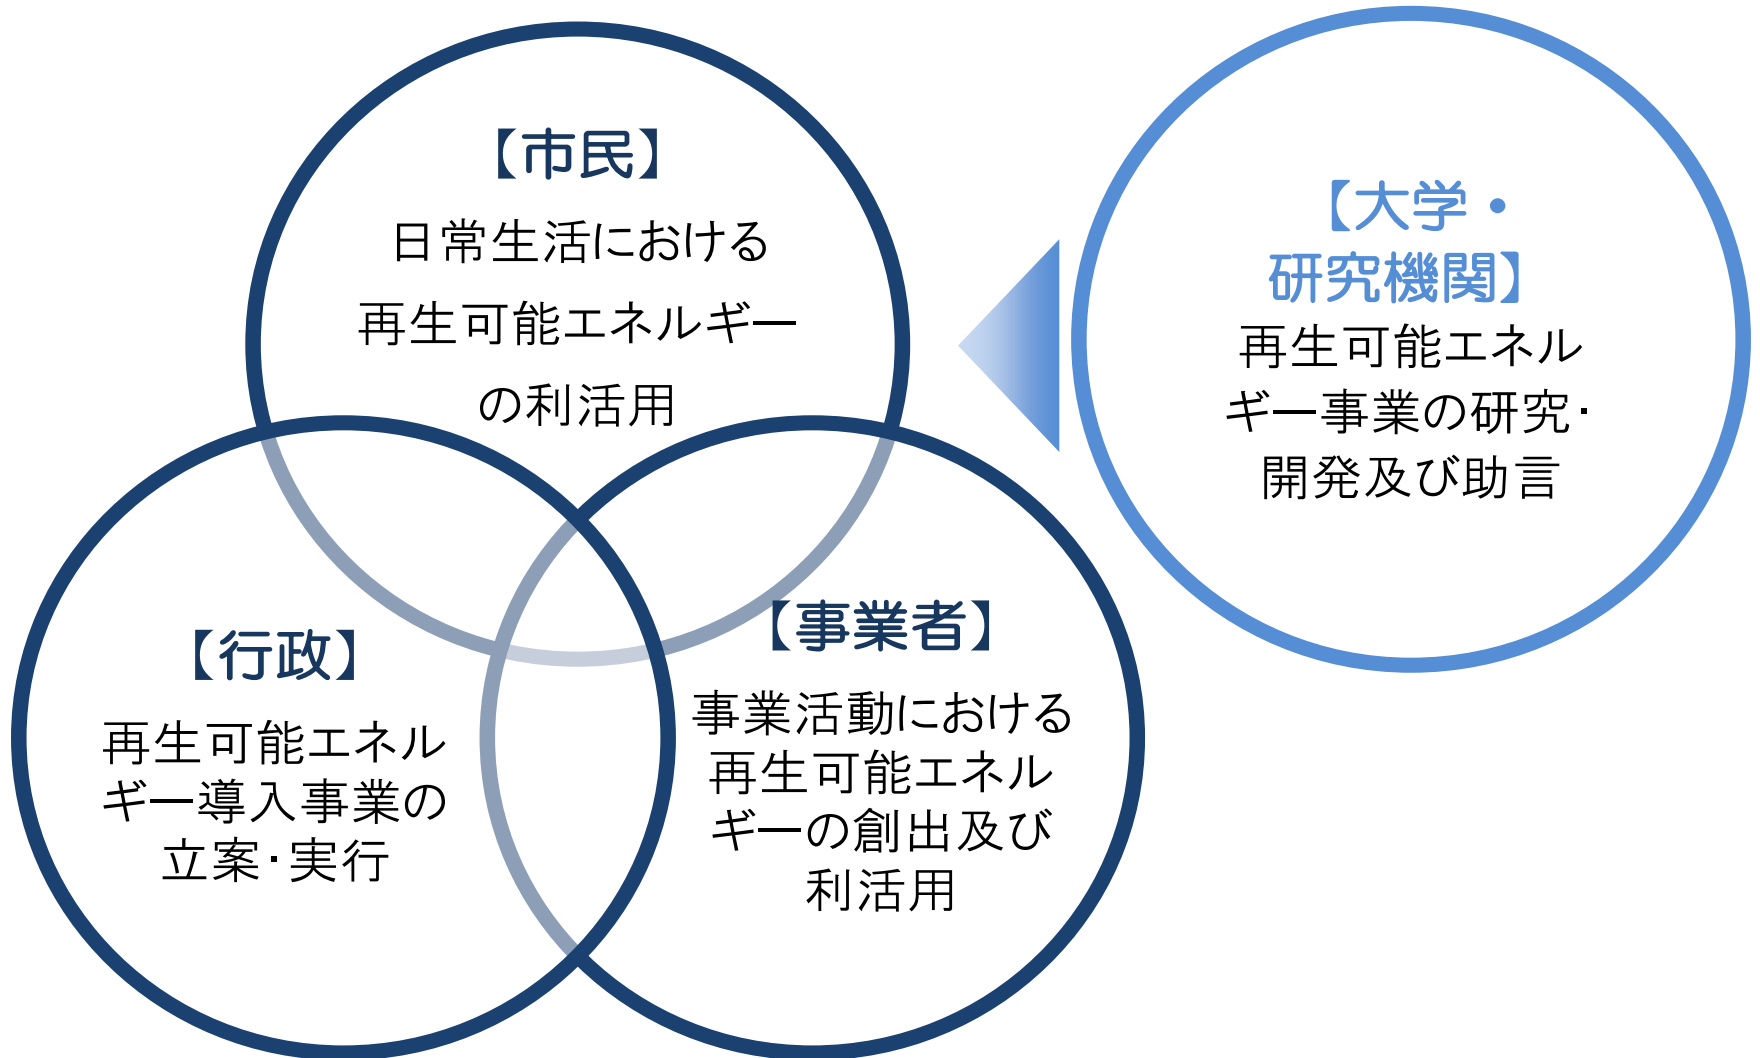 【市民】
日常生活における
再生可能エネルギー
の利活用
【大学・
研究機関】
再生可能エネル
ギー事業の研究・
開発及び助言
【行政】
再生可能エネル
ギー導入事業の
立案・実行
【事業者】
事業活動における
再生可能エネル
ギーの創出及び
利活用